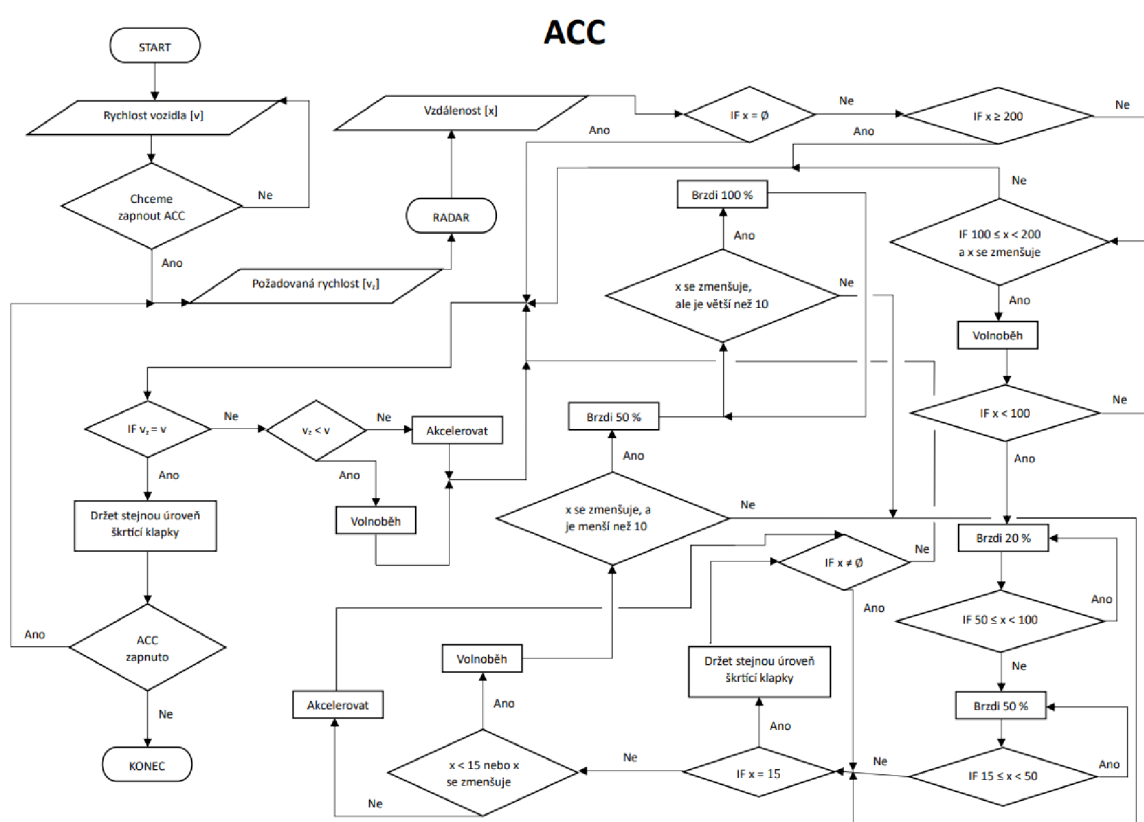 ACC
START
Rychlost vozidla [v]
Chceme
zapnout ACC
Ne
Ano
Požadovaná rychlost [vz]
RADAR
Vzdálenost [x]
IF x = Ø
Ano
Ne
IF x ≥ 200
Ne
Ano
Ne
IF 100 ≤ x < 200
a x se zmenšuje
Ano
Volnoběh
IF x < 100
Ne
Ano
Brzdi 20 %
IF 50 ≤ x < 100
Ano
Ne
Brzdi 50 %
IF 15 ≤ x < 50
Ano
Ne
IF x = 15
Ano
Ne
Držet stejnou úroveň
škrtící klapky
IF x ≠ Ø
Ne
Ano
x < 15 nebo x
se zmenšuje
Ano
Ne
Volnoběh
Akcelerovat
x se zmenšuje, a
je menší než 10
Ano
Ne
Brzdi 50 %
x se zmenšuje,
ale je větší než 10
Ano
Ne
Brzdi 100 %
IF vz = v
Ne
Ano
vz < v
Ne
Ano
Akcelerovat
Volnoběh
Držet stejnou úroveň
škrtící klapky
ACC
zapnuto
Ano
Ne
KONEC